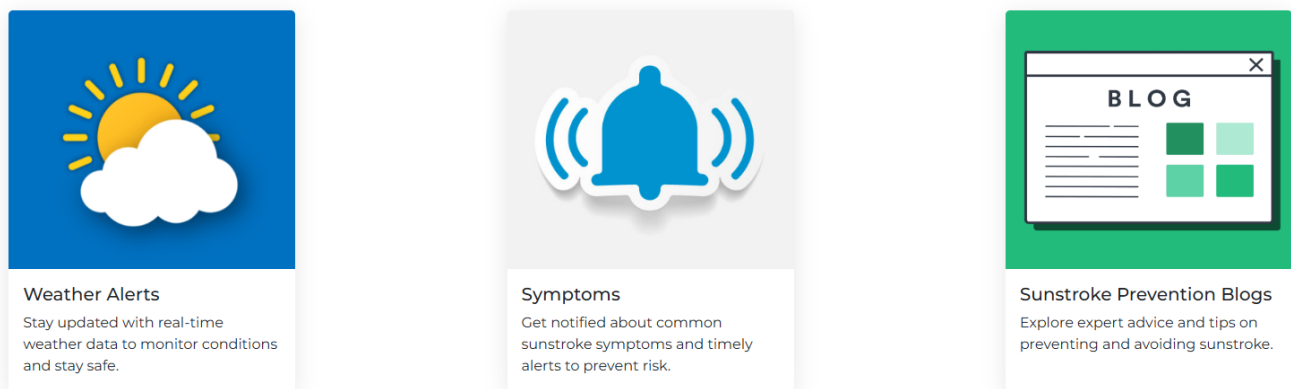 Weather Alerts
Stay updated with real-time
weather data to monitor conditions
and stay safe.
Symptoms
Get notified about common
sunstroke symptoms and timely
alerts to prevent risk.
BLOG
Sunstroke Prevention Blogs
Explore expert advice and tips on
preventing and avoiding sunstroke.